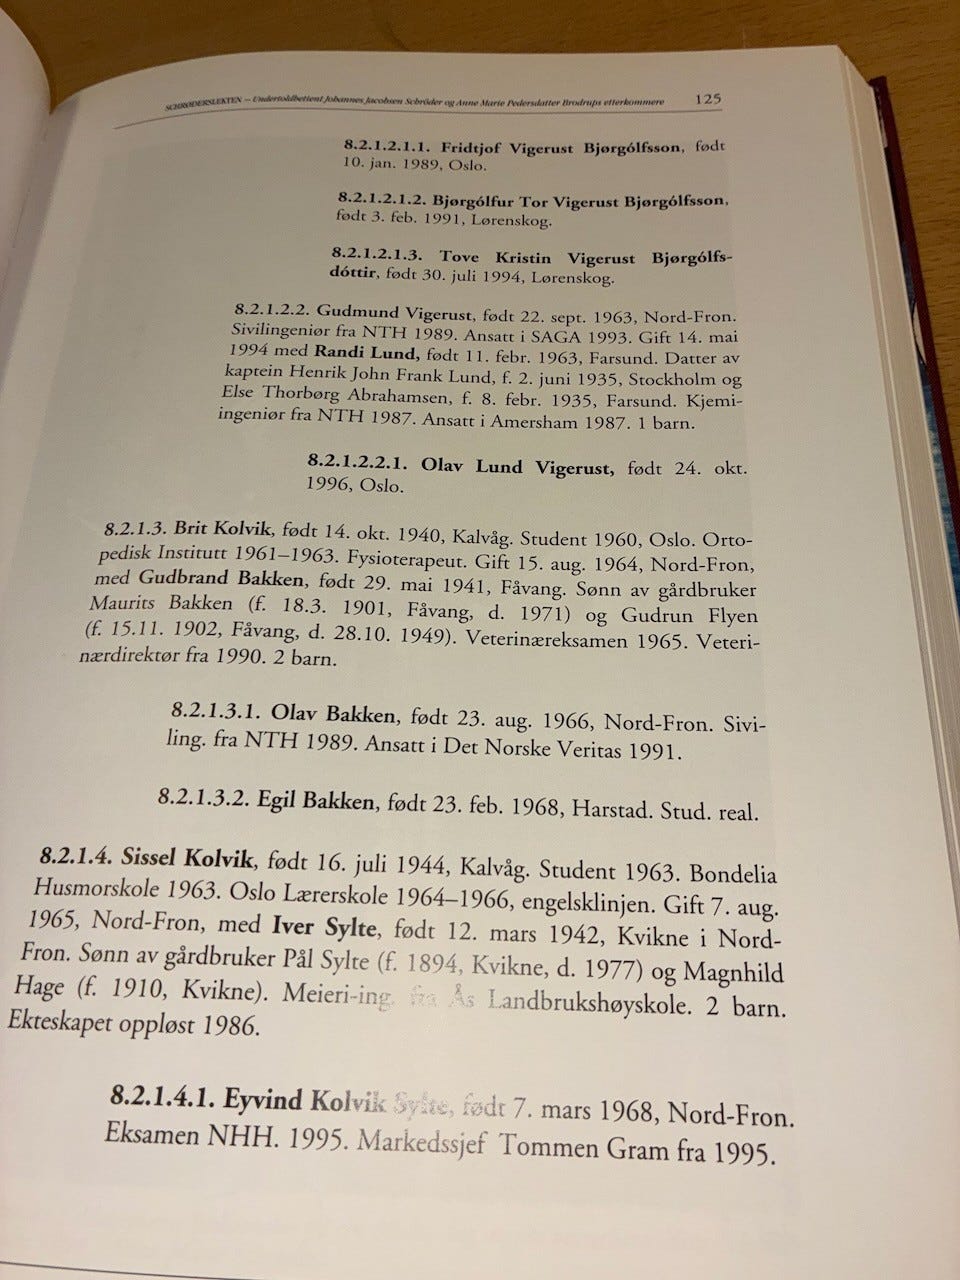 SCHRØDERSLEKTEN – Undertoldbetient Johannes Jacobsen Schröder og Anne Marie Pedersdatter Brodrups etterkommere 125
8.2.1.2.1.1. Fridtjof Vigerust Bjørgólfsson, født
10. jan. 1989, Oslo.
8.2.1.2.1.2. Bjørgólfur Tor Vigerust Bjørgólfsson,
født 3. feb. 1991, Lørenskog.
8.2.1.2.1.3. Tove Kristin Vigerust Bjørgólfs-
dóttir, født 30. juli 1994, Lørenskog.
8.2.1.2.2. Gudmund Vigerust, født 22. sept. 1963, Nord-Fron.
Sivilingeniør fra NTH 1989. Ansatt i SAGA 1993. Gift 14. mai
1994 med Randi Lund, født 11. febr. 1963, Farsund. Datter av
kaptein Henrik John Frank Lund, f. 2. juni 1935, Stockholm og
Else Thorbørg Abrahamsen, f. 8. febr. 1935, Farsund. Kjemi-
ingeniør fra NTH 1987. Ansatt i Amersham 1987. 1 barn.
8.2.1.2.2.1. Olav Lund Vigerust, født 24. okt.
1996, Oslo.
8.2.1.3. Brit Kolvik, født 14. okt. 1940, Kalvåg. Student 1960, Oslo. Orto-
pedisk Institutt 1961–1963. Fysioterapeut. Gift 15. aug. 1964, Nord-Fron,
med Gudbrand Bakken, født 29. mai 1941, Fåvang. Sønn av gårdbruker
Maurits Bakken (f. 18.3. 1901, Fåvang, d. 1971) og Gudrun Flyen
(f. 15.11. 1902, Fåvang, d. 28.10. 1949). Veterinæreksamen 1965. Veteri-
nærdirektør fra 1990. 2 barn.
8.2.1.3.1. Olav Bakken, født 23. aug. 1966, Nord-Fron. Sivi-
ling. fra NTH 1989. Ansatt i Det Norske Veritas 1991.
8.2.1.3.2. Egil Bakken, født 23. feb. 1968, Harstad. Stud. real.
8.2.1.4. Sissel Kolvik, født 16. juli 1944, Kalvåg. Student 1963. Bondelia
Husmorskole 1963. Oslo Lærerskole 1964–1966, engelsklinjen. Gift 7. aug.
1965, Nord-Fron, med Iver Sylte, født 12. mars 1942, Kvikne i Nord-
Fron. Sønn av gårdbruker Pål Sylte (f. 1894, Kvikne, d. 1977) og Magnhild
Hage (f. 1910, Kvikne). Meieri-ing. fra Ås Landbrukshøyskole. 2 barn.
Ekteskapet oppløst 1986.
8.2.1.4.1. Eyvind Kolvik Sylte, født 7. mars 1968, Nord-Fron.
Eksamen NHH. 1995. Markedssjef Tommen Gram fra 1995.